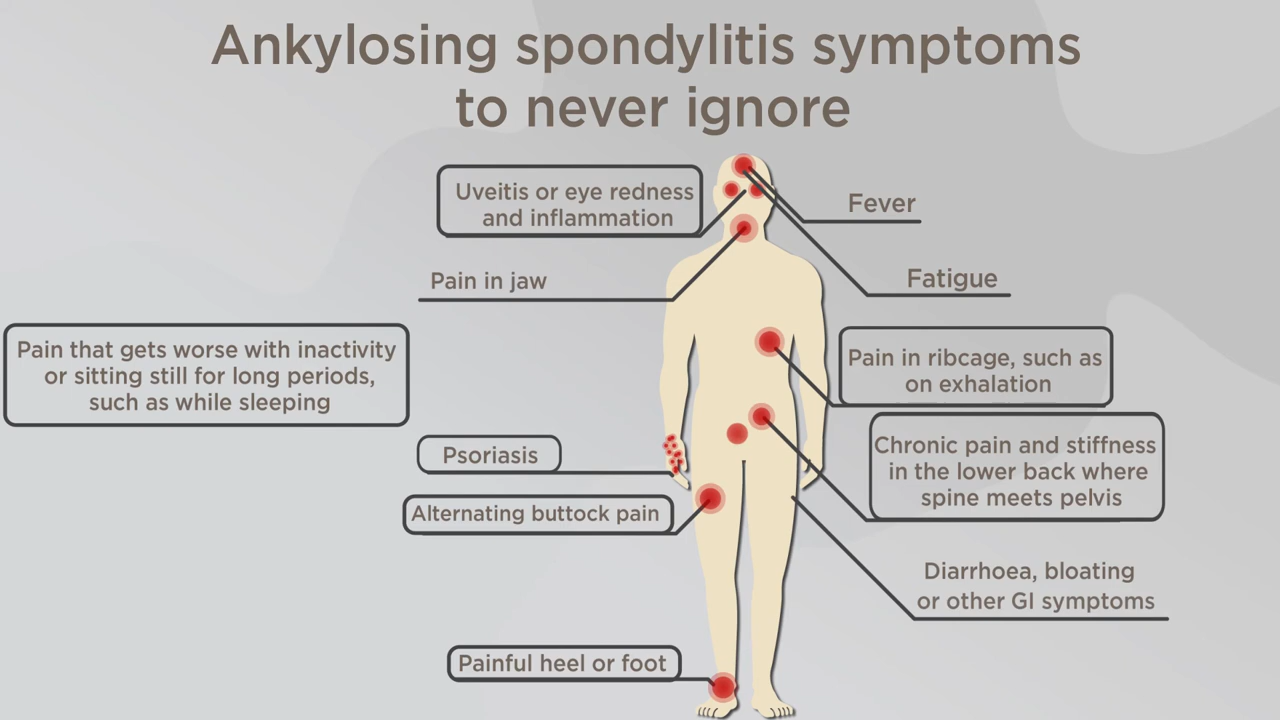 Ankylosing spondylitis symptoms
to never ignore
Uveitis or eye redness
and inflammation
Fever
Pain in jaw
Fatigue
Pain that gets worse with inactivity
or sitting still for long periods,
such as while sleeping
Pain in ribcage, such as
on exhalation
Psoriasis
Chronic pain and stiffness
in the lower back where
spine meets pelvis
Alternating buttock pain
Diarrhoea, bloating
or other GI symptoms
Painful heel or foot